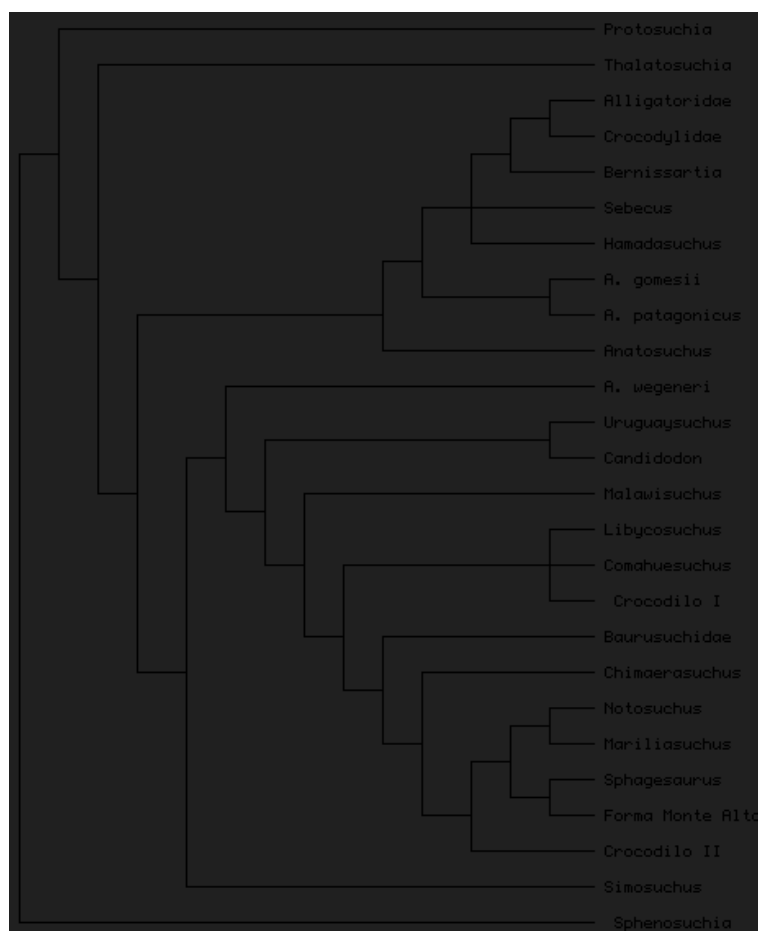 Protosuchia
Thalatosuchia
Alligatoridae
Crocodylidae
Bernissartia
Sebecus
Hamadasuchus
A. gomesii
A. patagonicus
Anatosuchus
A. wegeneri
Uruguaysuchus
Candidodon
Malawisuchus
Libycosuchus
Comahuesuchus
Crocodilo I
Baurusuchidae
Chimaerasuchus
Notosuchus
Mariliasuchus
Sphagesaurus
Forma Monte Alto
Crocodilo II
Simosuchus
Sphenosuchia